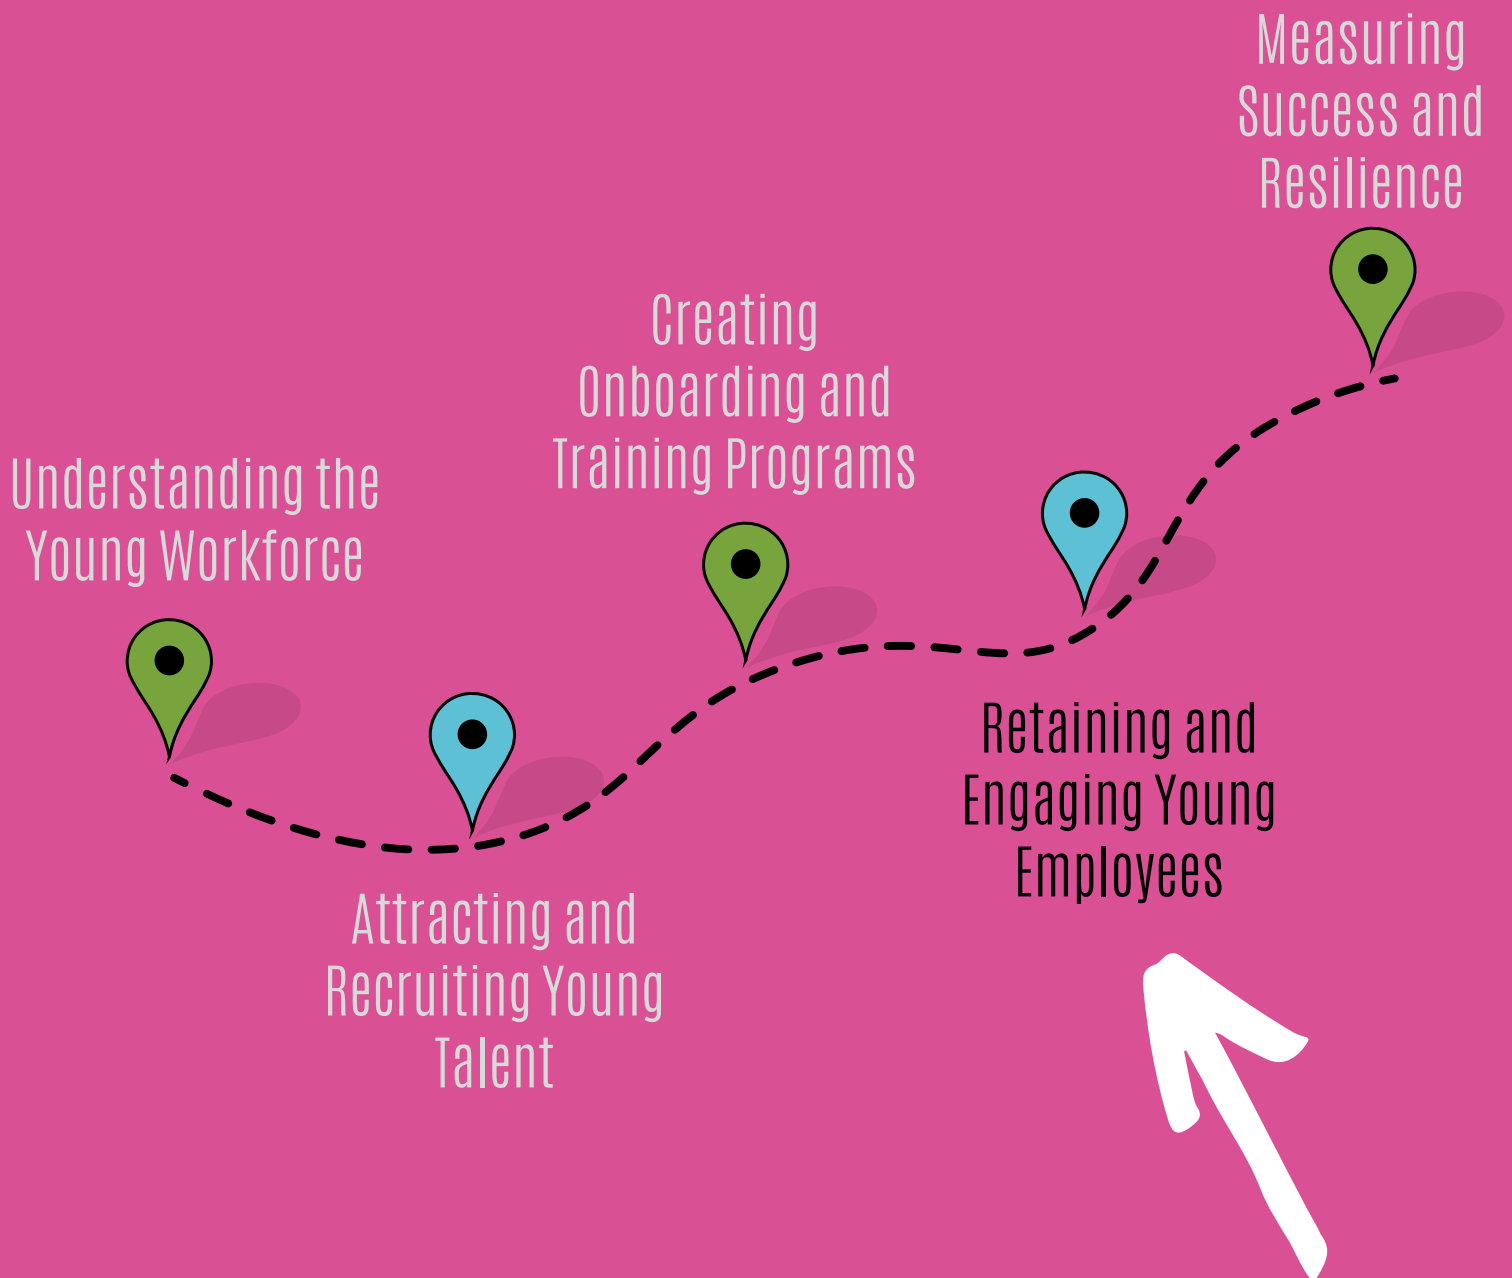 Understanding the
Young Workforce
Attracting and
Recruiting Young
Talent
Creating
Onboarding and
Training Programs
Retaining and
Engaging Young
Employees
Measuring
Success and
Resilience